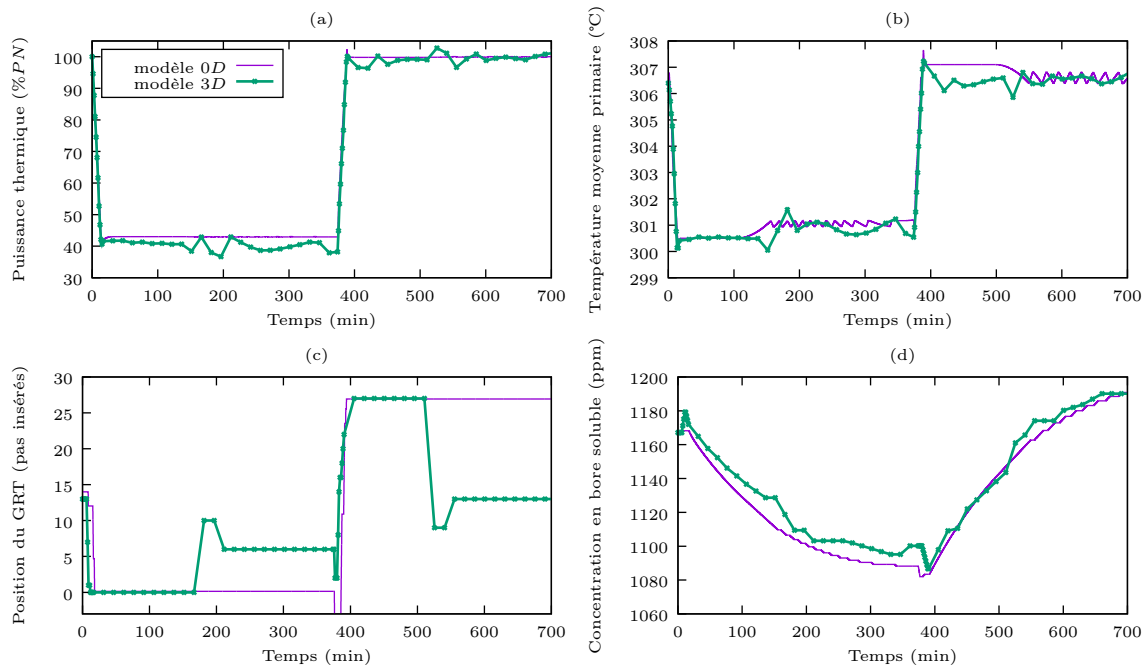 (a)
Puissance thermique (%PN)
30
40
50
60
70
80
90
100
110
modèle 0D
modèle 3D
0 100 200 300 400 500 600 700
Temps (min)
(b)
Température moyenne primaire (°C)
299
300
301
302
303
304
305
306
307
308
0 100 200 300 400 500 600 700
Temps (min)
(c)
Position du GRT (pas insérés)
0
5
10
15
20
25
30
0 100 200 300 400 500 600 700
Temps (min)
(d)
Concentration en bore soluble (ppm)
1060
1080
1100
1120
1140
1160
1180
1200
0 100 200 300 400 500 600 700
Temps (min)